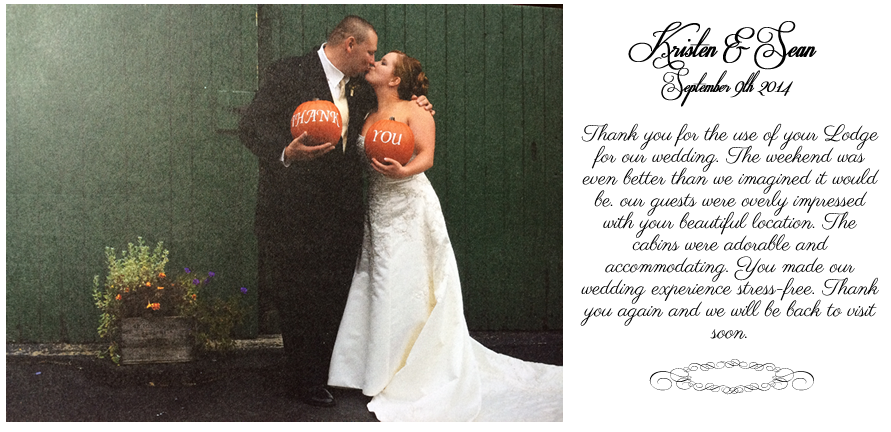 THANK YOU
Kristen & Sean
September 9th 2014
Thank you for the use of your Lodge
for our wedding. The weekend was
even better than we imagined it would
be. our guests were overly impressed
with your beautiful location. The
cabins were adorable and
accommodating. You made our
wedding experience stress-free. Thank
you again and we will be back to visit
soon.